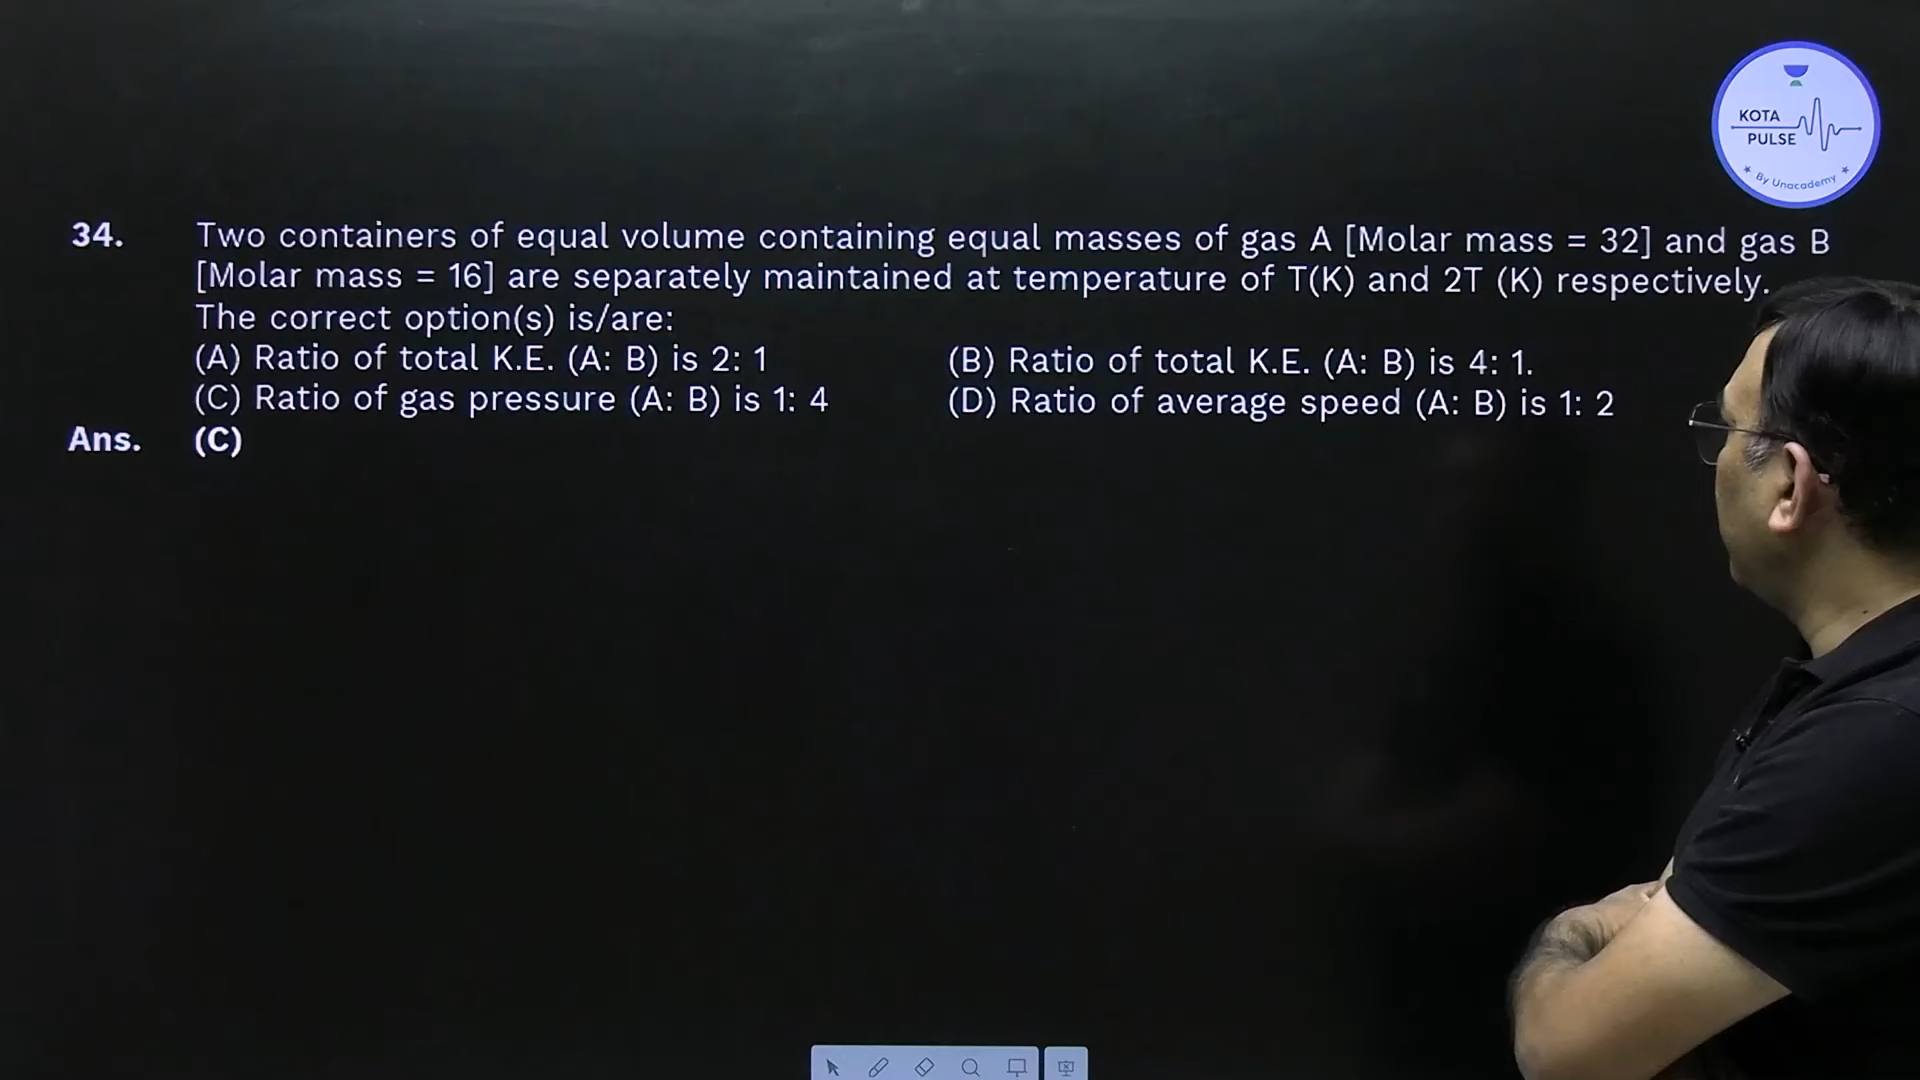 KOTA
PULSE
By Unacademy
34. Two containers of equal volume containing equal masses of gas A [Molar mass = 32] and gas B
[Molar mass = 16] are separately maintained at temperature of T(K) and 2T (K) respectively.
The correct option(s) is/are:
(A) Ratio of total K.E. (A: B) is 2: 1 (B) Ratio of total K.E. (A: B) is 4: 1.
(C) Ratio of gas pressure (A: B) is 1: 4 (D) Ratio of average speed (A: B) is 1: 2
Ans. (C)